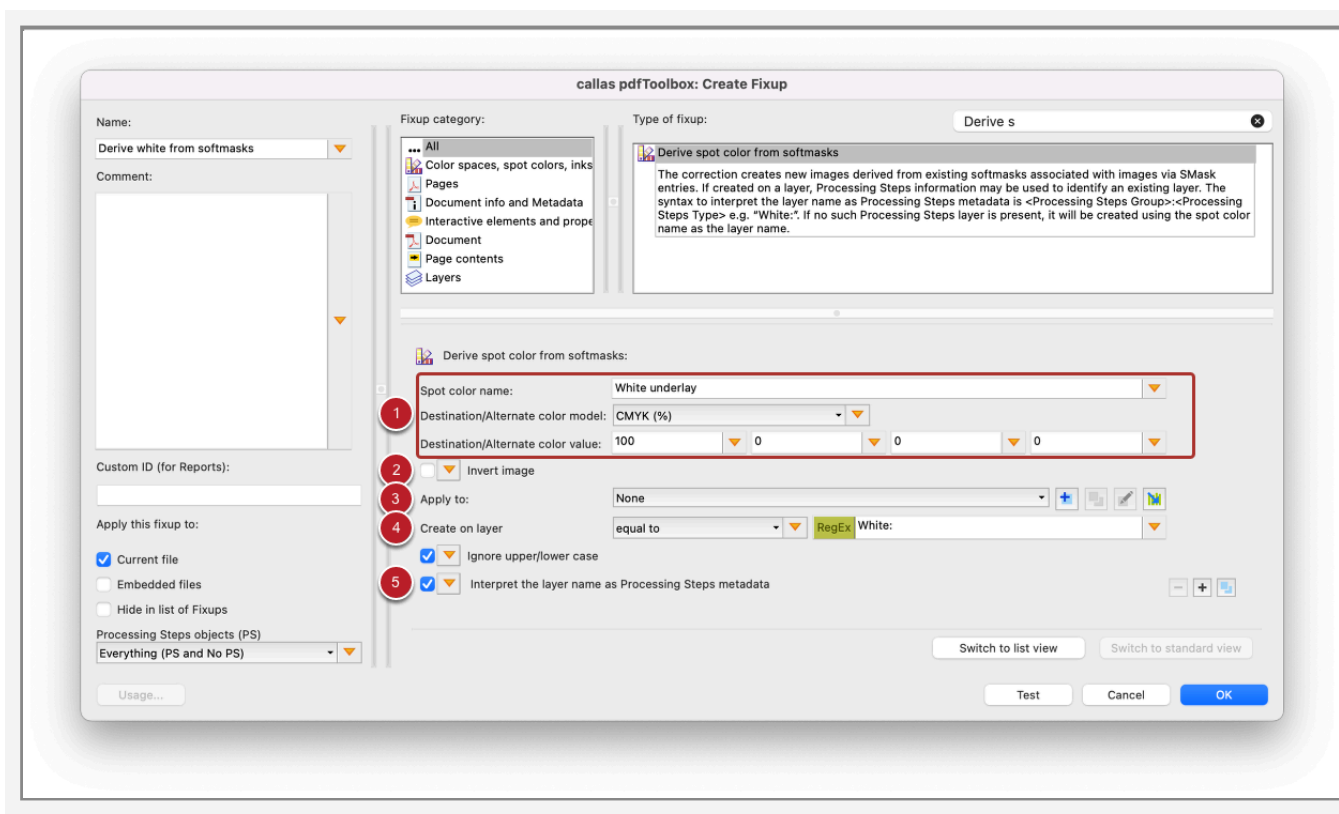 callas pdfToolbox: Create Fixup
Name:
Derive white from softmasks
Comment:
Custom ID (for Reports):
Apply this fixup to:
Current file
Embedded files
Hide in list of Fixups
Processing Steps objects (PS)
Everything (PS and No PS)
Usage...
Fixup category:
... All
Color spaces, spot colors, inks
Pages
Document info and Metadata
Interactive elements and prope
Document
Page contents
Layers
Type of fixup:
Derive s
Derive spot color from softmasks
The correction creates new images derived from existing softmasks associated with images via SMask
entries. If created on a layer, Processing Steps information may be used to identify an existing layer. The
syntax to interpret the layer name as Processing Steps metadata is <Processing Steps Group>:<Processing
Steps Type> e.g. “White:”. If no such Processing Steps layer is present, it will be created using the spot color
name as the layer name.
Derive spot color from softmasks:
Spot color name: White underlay
1 Destination/Alternate color model: CMYK (%)
Destination/Alternate color value: 100 0 0 0
2 Invert image
3 Apply to: None
4 Create on layer equal to RegEx White:
Ignore upper/lower case
5 Interpret the layer name as Processing Steps metadata
Switch to list view Switch to standard view
Test Cancel OK